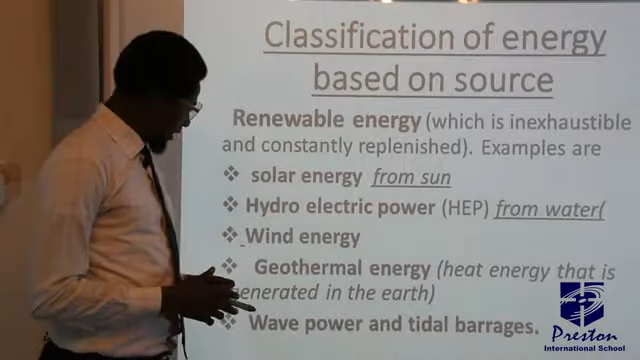 Classification of energy
based on source
Renewable energy (which is inexhaustible
and constantly replenished). Examples are
❖ solar energy from sun
❖ Hydro electric power (HEP) from water(
❖ Wind energy
❖ Geothermal energy (heat energy that is
enerated in the earth)
❖ Wave power and tidal barrages.
Preston
International School